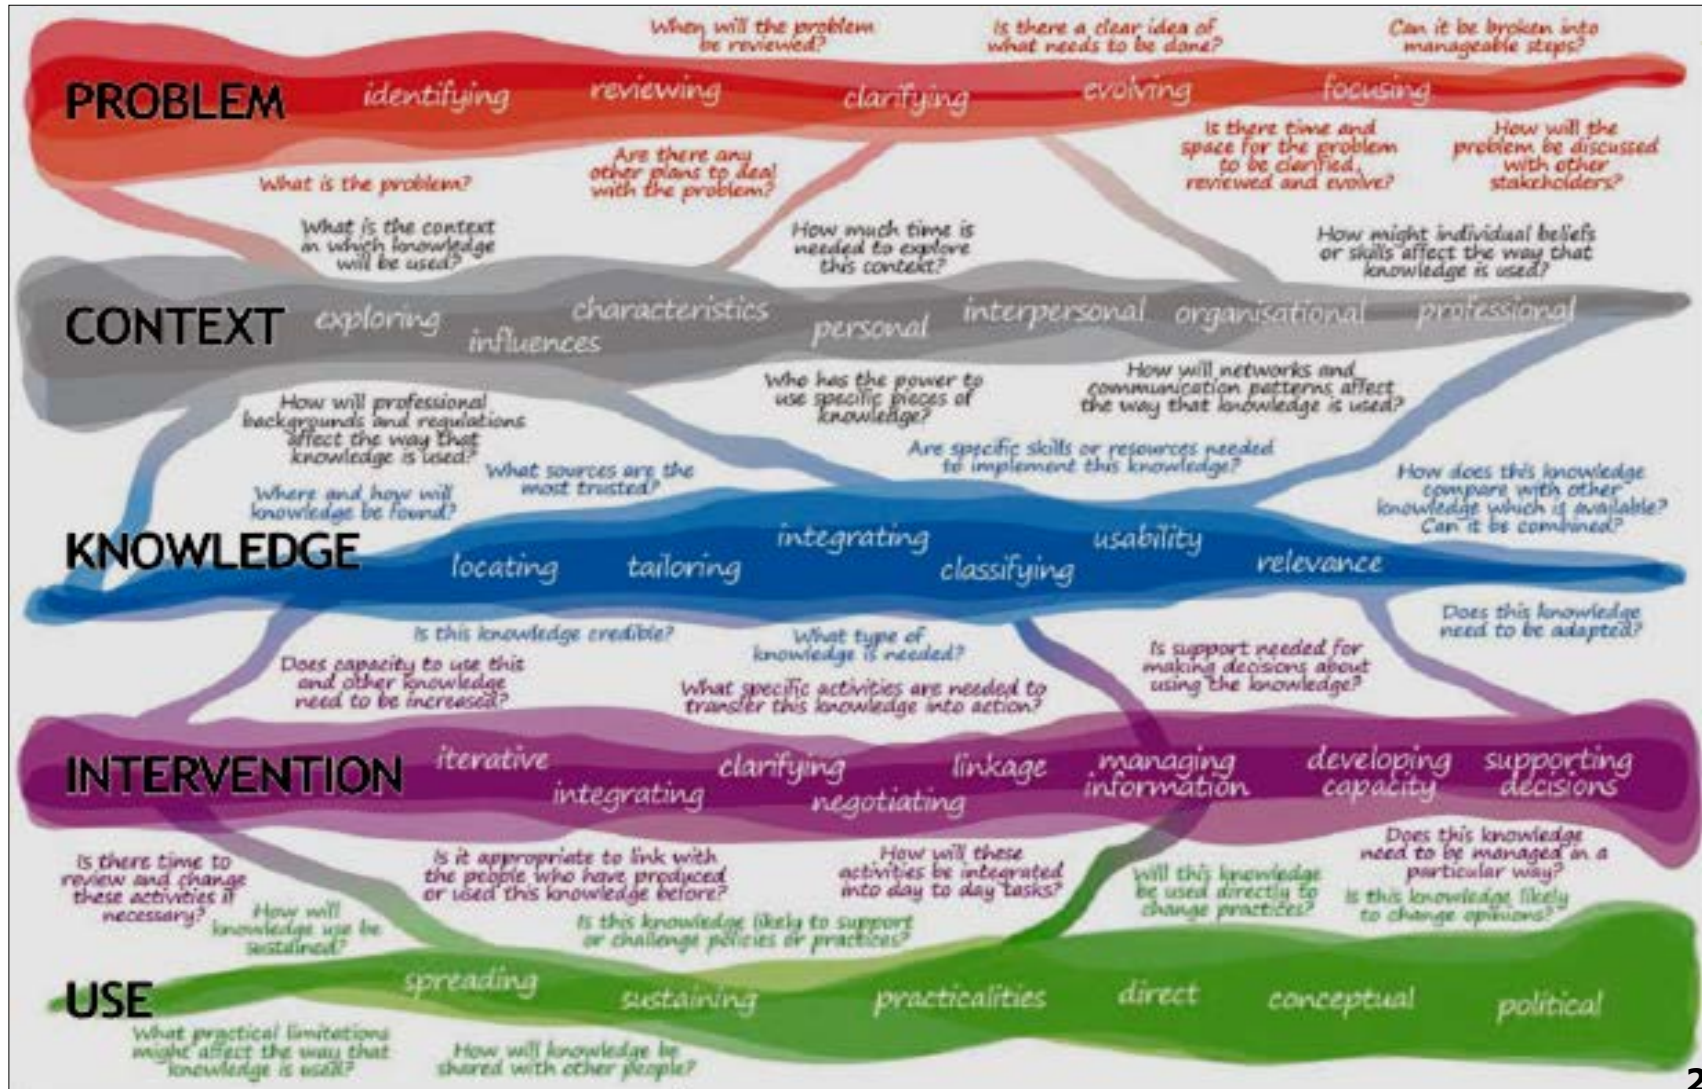 When will the problem
be reviewed?
Is there a clear idea of
what needs to be done?
Can it be broken into
manageable steps?
PROBLEM
identifying
reviewing
clarifying
evolving
focusing
What is the problem?
Are there any
other plans to deal
with the problem?
Is there time and
space for the problem
to be clarified,
reviewed and evolve?
How will the
problem be discussed
with other
stakeholders?
What is the context
in which knowledge
will be used?
How much time is
needed to explore
this context?
How might individual beliefs
or skills affect the way that
knowledge is used?
CONTEXT
exploring
influences
characteristics
personal
interpersonal
organisational
professional
How will professional
backgrounds and regulations
affect the way that
knowledge is used?
Who has the power to
use specific pieces of
knowledge?
How will networks and
communication patterns affect
the way that knowledge is used?
Where and how will
knowledge be found?
What sources are the
most trusted?
Are specific skills or resources needed
to implement this knowledge?
How does this knowledge
compare with other
knowledge which is available?
Can it be combined?
KNOWLEDGE
locating
tailoring
integrating
classifying
usability
relevance
Is this knowledge credible?
What type of
knowledge is needed?
Does this knowledge
need to be adapted?
Does capacity to use this
and other knowledge
need to be increased?
What specific activities are needed to
transfer this knowledge into action?
Is support needed for
making decisions about
using the knowledge?
INTERVENTION
iterative
integrating
clarifying
negotiating
linkage
managing
information
developing
capacity
supporting
decisions
Is there time to
review and change
these activities if
necessary?
Is it appropriate to link with
the people who have produced
or used this knowledge before?
How will these
activities be integrated
into day to day tasks?
Does this knowledge
need to be managed in a
particular way?
How will
knowledge use be
sustained?
Is this knowledge likely to support
or challenge policies or practices?
Will this knowledge
be used directly to
change practices?
Is this knowledge likely
to change opinions?
USE
spreading
sustaining
practicalities
direct
conceptual
political
What practical limitations
might affect the way that
knowledge is used?
How will knowledge be
shared with other people?
2